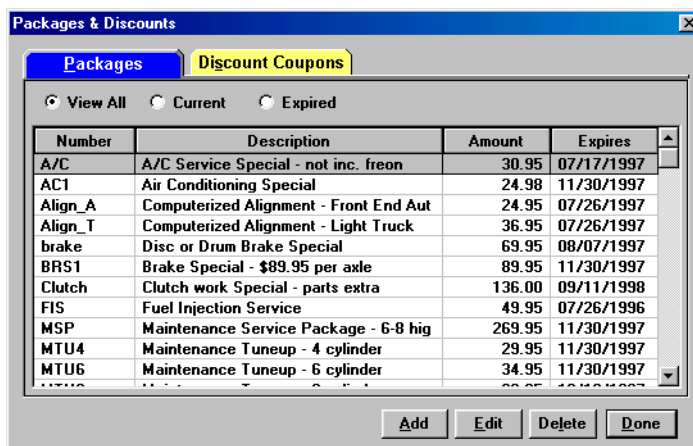 Packages & Discounts
Packages Discount Coupons
View All Current Expired
Number Description Amount Expires
A/C A/C Service Special - not inc. freon 30.95 07/17/1997
AC1 Air Conditioning Special 24.98 11/30/1997
Align_A Computerized Alignment - Front End Aut 24.95 07/26/1997
Align_T Computerized Alignment - Light Truck 36.95 07/26/1997
brake Disc or Drum Brake Special 69.95 08/07/1997
BRS1 Brake Special - $89.95 per axle 89.95 11/30/1997
Clutch Clutch work Special - parts extra 136.00 09/11/1998
FIS Fuel Injection Service 49.95 07/26/1996
MSP Maintenance Service Package - 6-8 hig 269.95 11/30/1997
MTU4 Maintenance Tuneup - 4 cylinder 29.95 11/30/1997
MTU6 Maintenance Tuneup - 6 cylinder 34.95 11/30/1997
Add Edit Delete Done